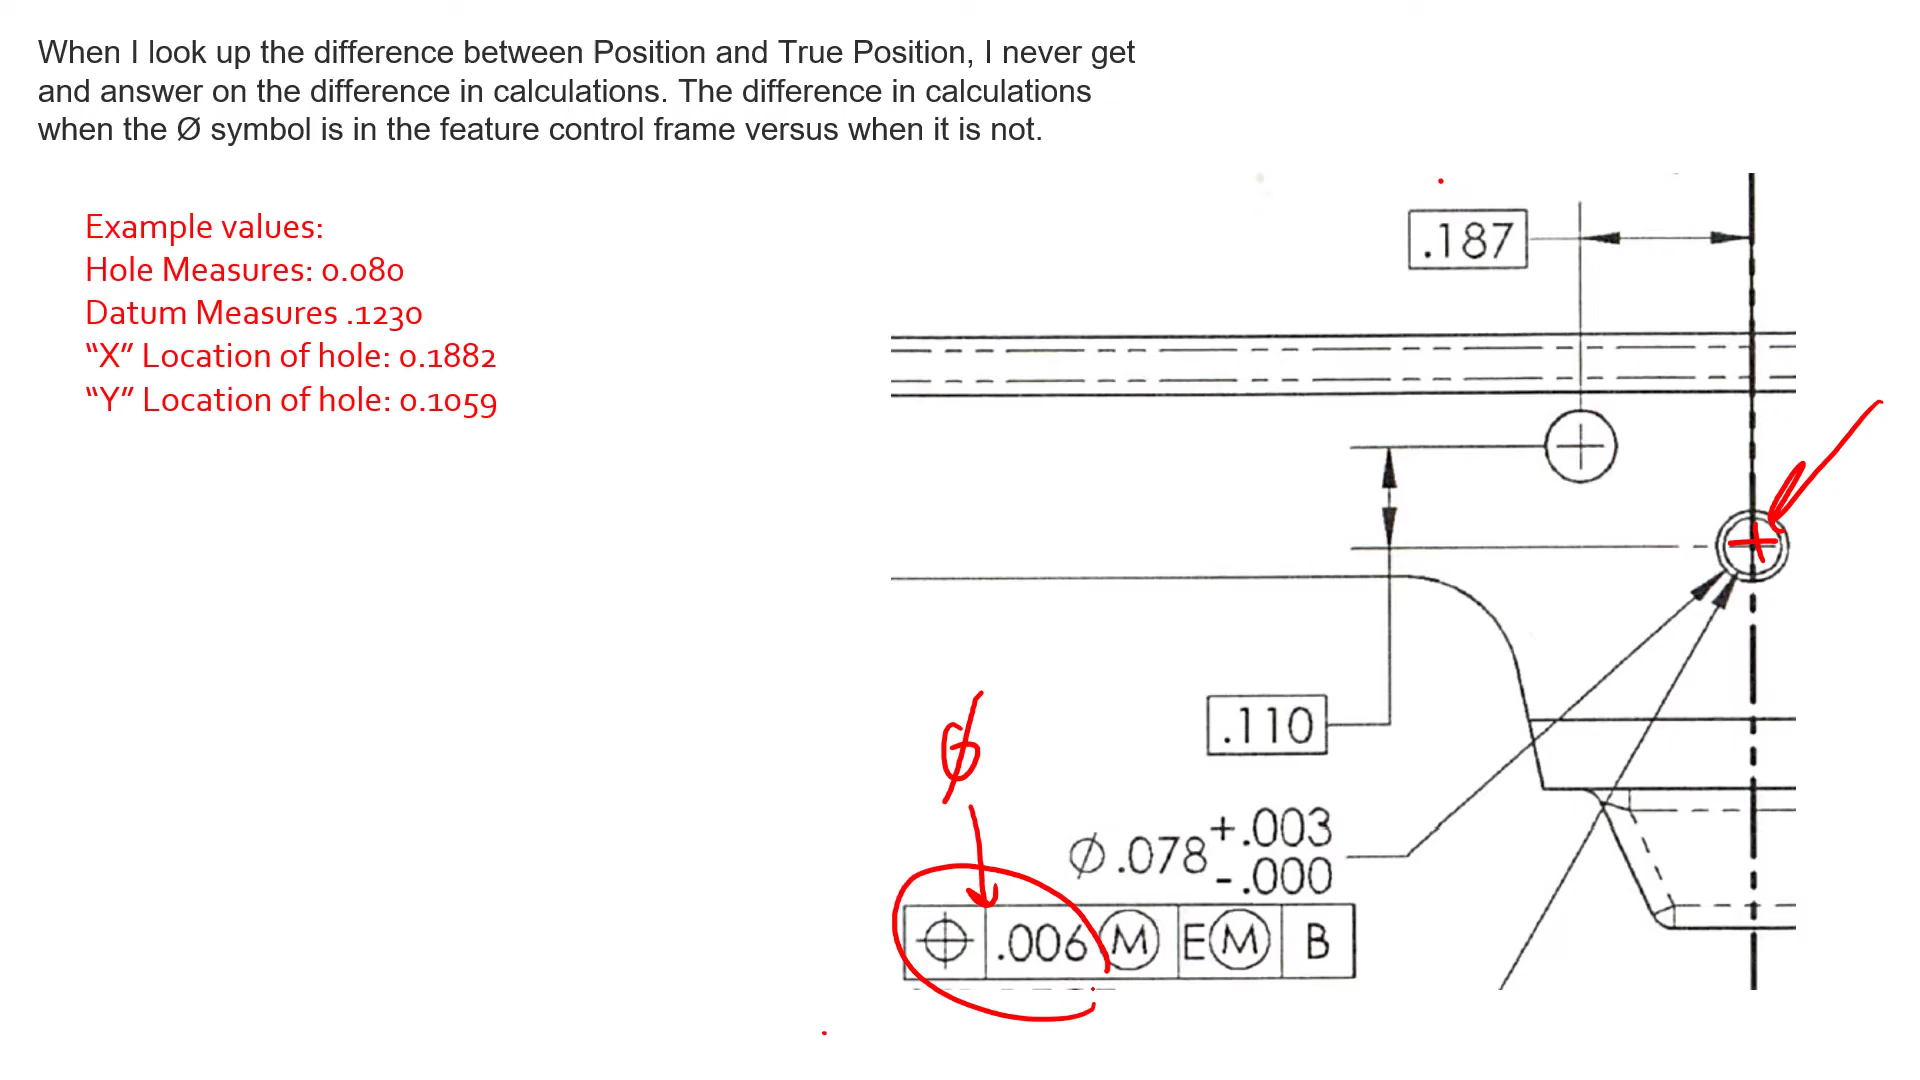 When I look up the difference between Position and True Position, I never get
and answer on the difference in calculations. The difference in calculations
when the Ø symbol is in the feature control frame versus when it is not.
Example values:
Hole Measures: 0.080
Datum Measures .1230
“X” Location of hole: 0.1882
“Y” Location of hole: 0.1059
.187
.110
Ø
Ø .078 +.003
-.000
⌖ .006 Ⓜ E Ⓜ B